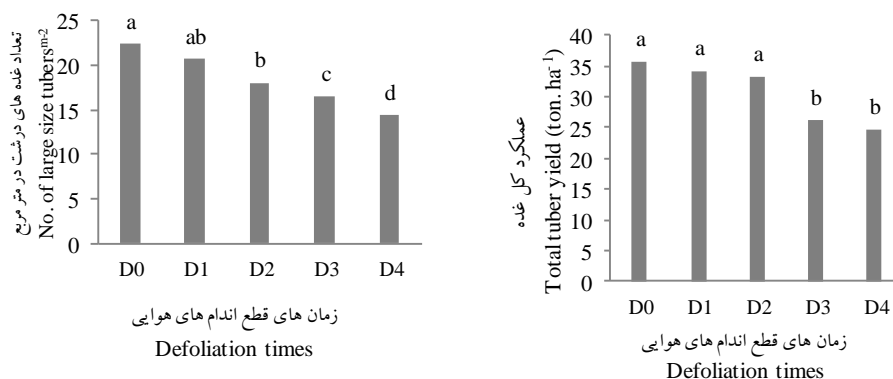 تعداد غده های درشت در متر مربع
No. of large size tubers m-2
25
20
15
10
5
0
a
ab
b
c
d
D0 D1 D2 D3 D4
زمان های قطع اندام های هوایی
Defoliation times
عملکرد کل غده
Total tuber yield (ton. ha-1)
40
35
30
25
20
15
10
5
0
a
a
a
b
b
D0 D1 D2 D3 D4
زمان های قطع اندام های هوایی
Defoliation times